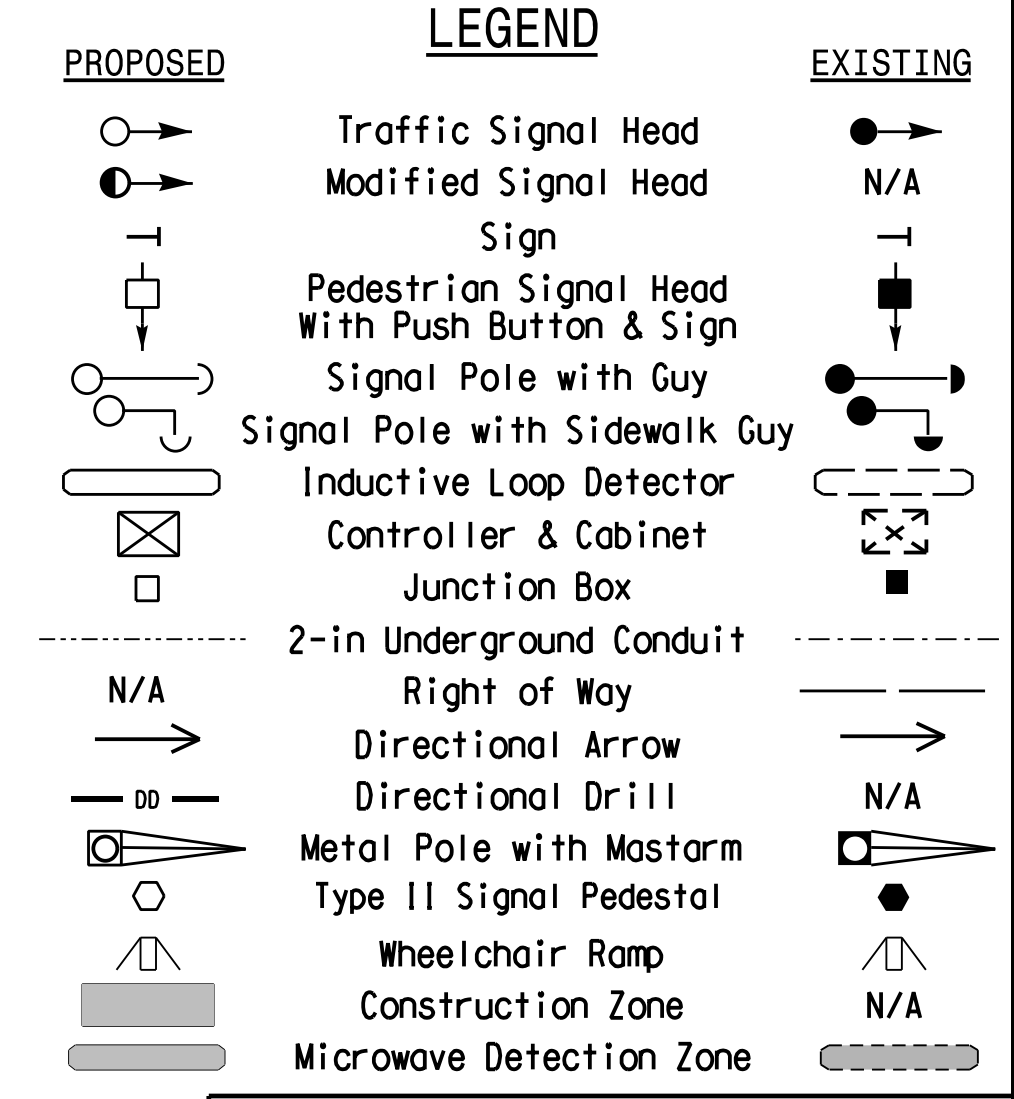 LEGEND
PROPOSED EXISTING
Traffic Signal Head
Modified Signal Head N/A
Sign
Pedestrian Signal Head
With Push Button & Sign
Signal Pole with Guy
Signal Pole with Sidewalk Guy
Inductive Loop Detector
Controller & Cabinet
Junction Box
2-in Underground Conduit
N/A Right of Way
Directional Arrow
DD Directional Drill N/A
Metal Pole with Mastarm
Type II Signal Pedestal
Wheelchair Ramp
Construction Zone N/A
Microwave Detection Zone